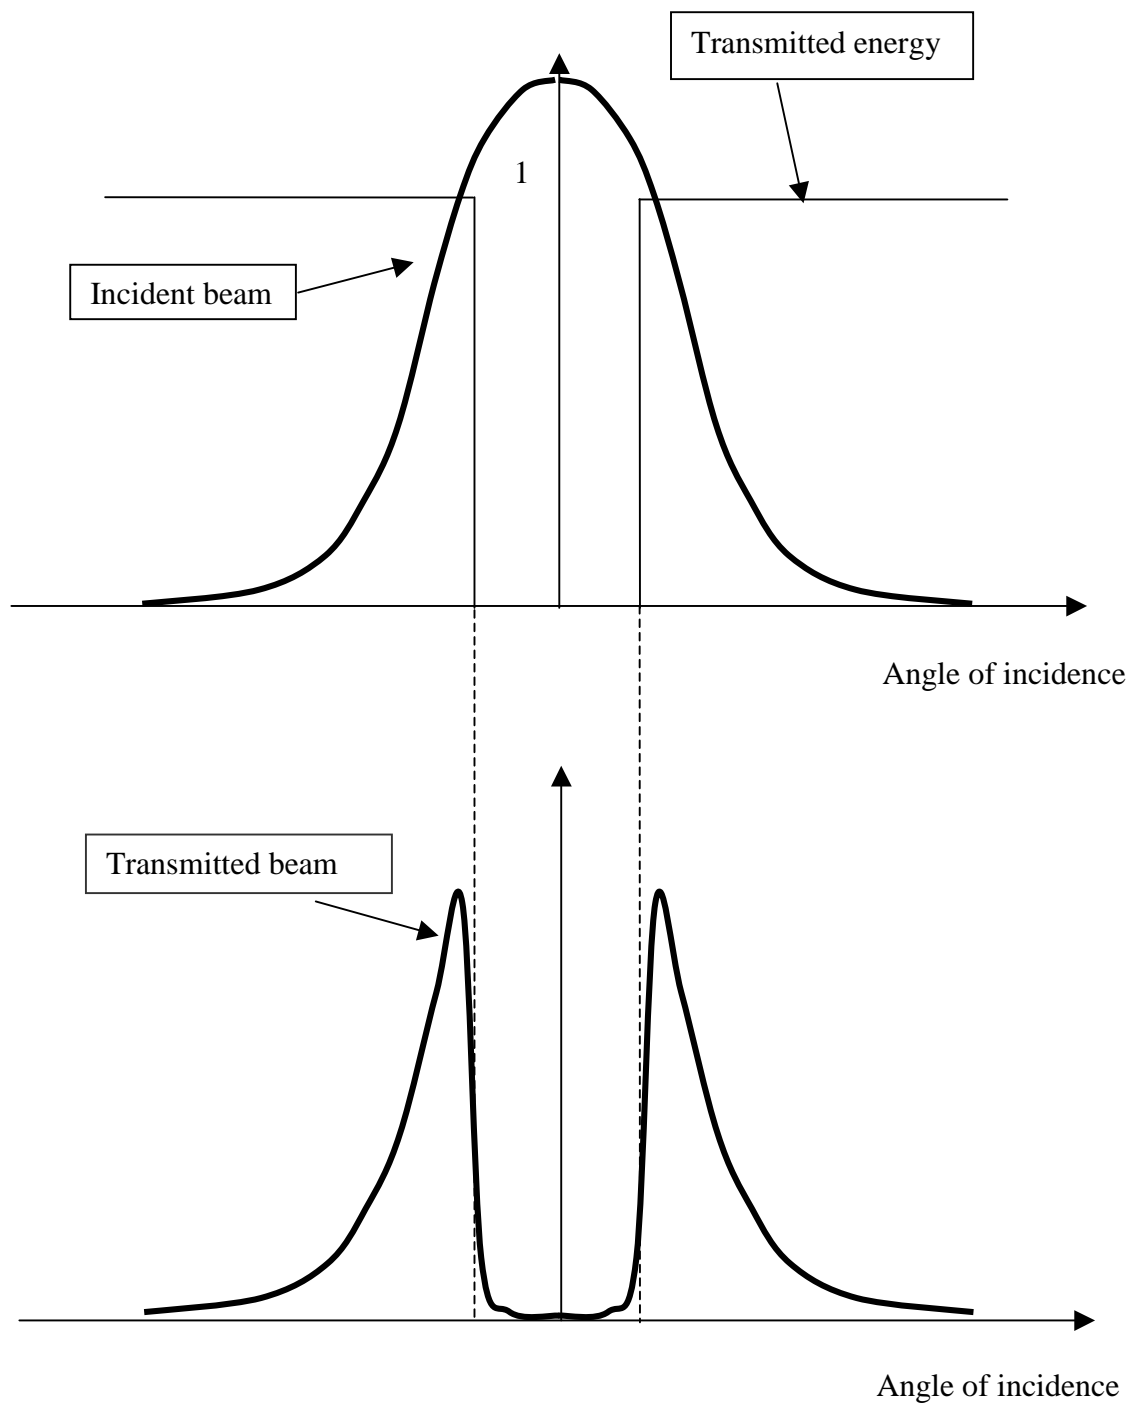 Transmitted energy
1
Incident beam
Angle of incidence
Transmitted beam
Angle of incidence